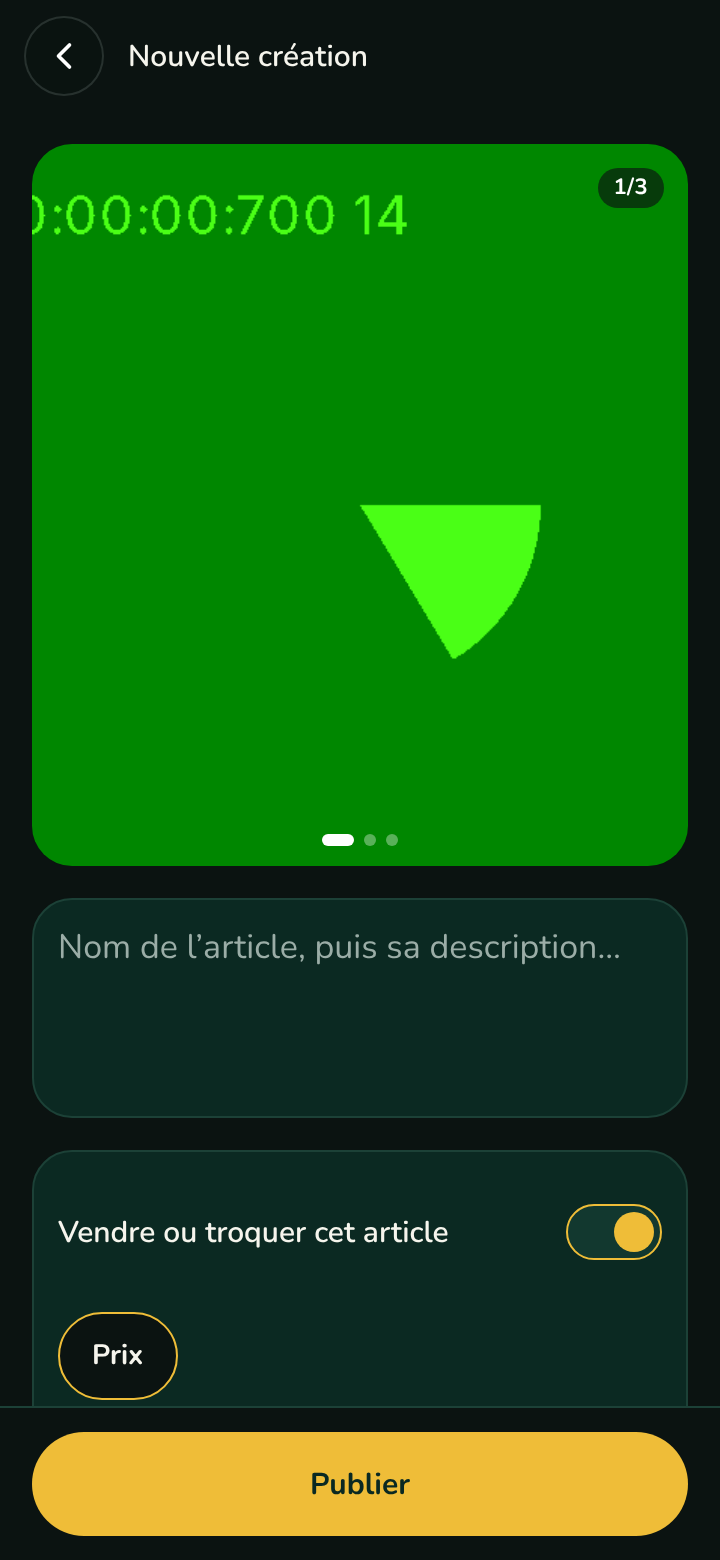 Nouvelle création
1/3
0:00:00:700 14
Nom de l’article, puis sa description...
Vendre ou troquer cet article
Prix
Publier